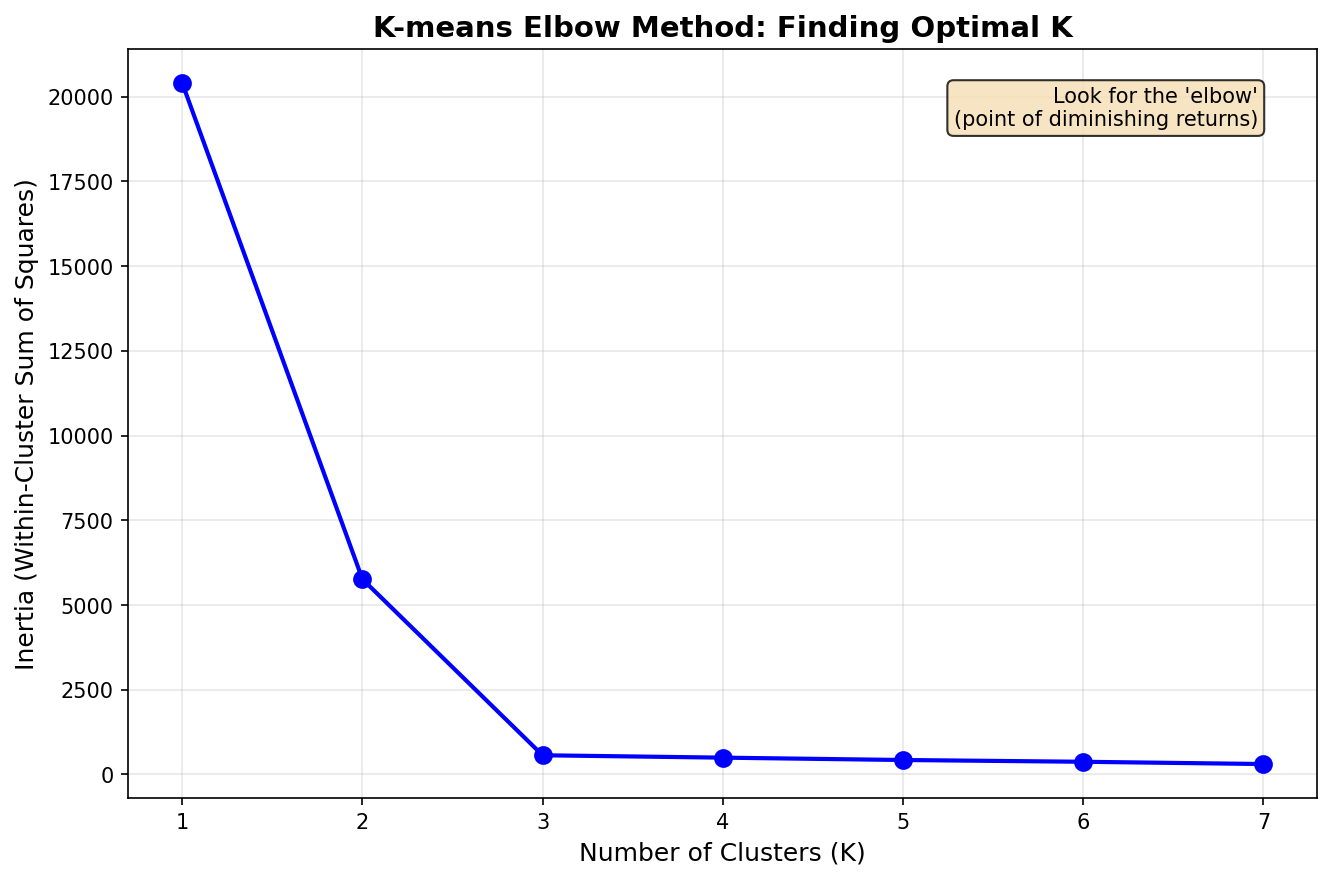 K-means Elbow Method: Finding Optimal K
Look for the 'elbow'
(point of diminishing returns)
Inertia (Within-Cluster Sum of Squares)
20000
17500
15000
12500
10000
7500
5000
2500
0
1 2 3 4 5 6 7
Number of Clusters (K)